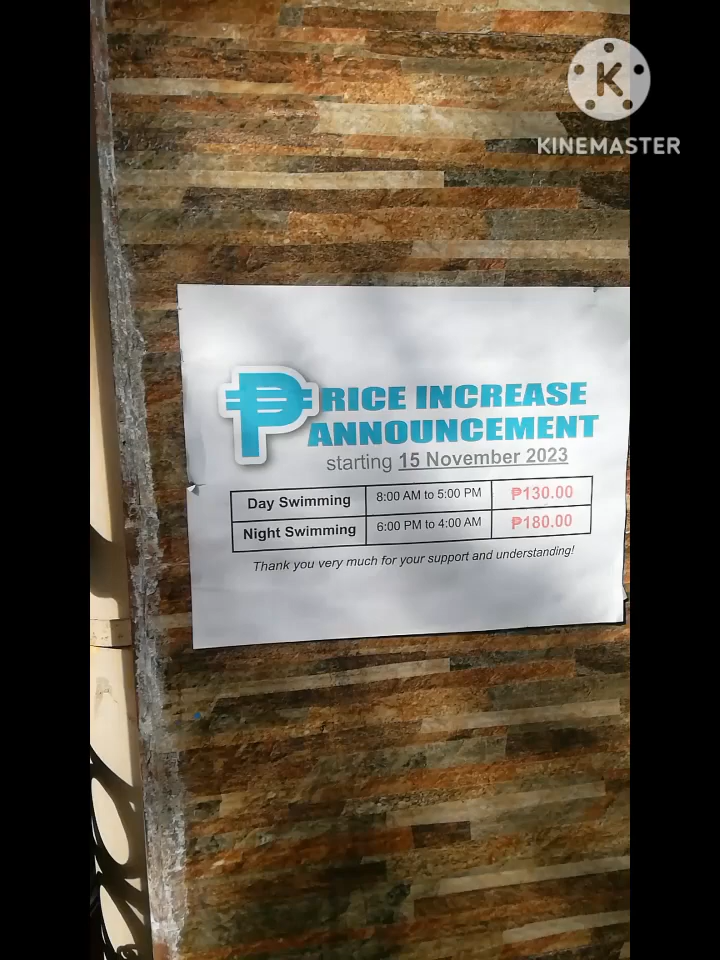 KINEMASTER
₱RICE INCREASE
ANNOUNCEMENT
starting 15 November 2023
Day Swimming 8:00 AM to 5:00 PM ₱130.00
Night Swimming 6:00 PM to 4:00 AM ₱180.00
Thank you very much for your support and understanding!